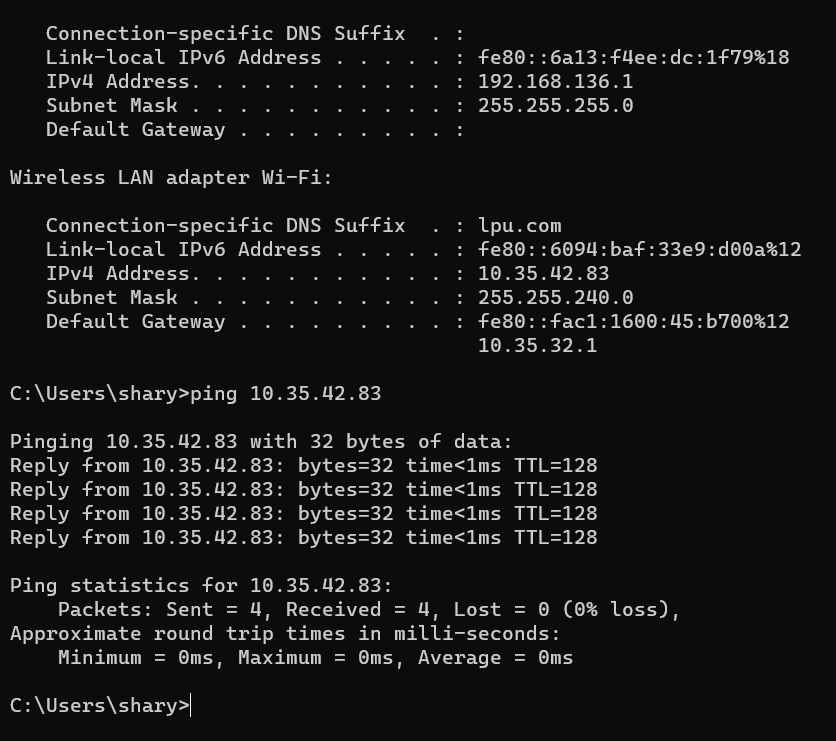 Connection-specific DNS Suffix  . :
Link-local IPv6 Address . . . . . : fe80::6a13:f4ee:dc:1f79%18
IPv4 Address. . . . . . . . . . . : 192.168.136.1
Subnet Mask . . . . . . . . . . . : 255.255.255.0
Default Gateway . . . . . . . . . :
Wireless LAN adapter Wi-Fi:
Connection-specific DNS Suffix  . : lpu.com
Link-local IPv6 Address . . . . . : fe80::6094:baf:33e9:d00a%12
IPv4 Address. . . . . . . . . . . : 10.35.42.83
Subnet Mask . . . . . . . . . . . : 255.255.240.0
Default Gateway . . . . . . . . . : fe80::fac1:1600:45:b700%12
10.35.32.1
C:\Users\shary>ping 10.35.42.83
Pinging 10.35.42.83 with 32 bytes of data:
Reply from 10.35.42.83: bytes=32 time<1ms TTL=128
Reply from 10.35.42.83: bytes=32 time<1ms TTL=128
Reply from 10.35.42.83: bytes=32 time<1ms TTL=128
Reply from 10.35.42.83: bytes=32 time<1ms TTL=128
Ping statistics for 10.35.42.83:
Packets: Sent = 4, Received = 4, Lost = 0 (0% loss),
Approximate round trip times in milli-seconds:
Minimum = 0ms, Maximum = 0ms, Average = 0ms
C:\Users\shary>